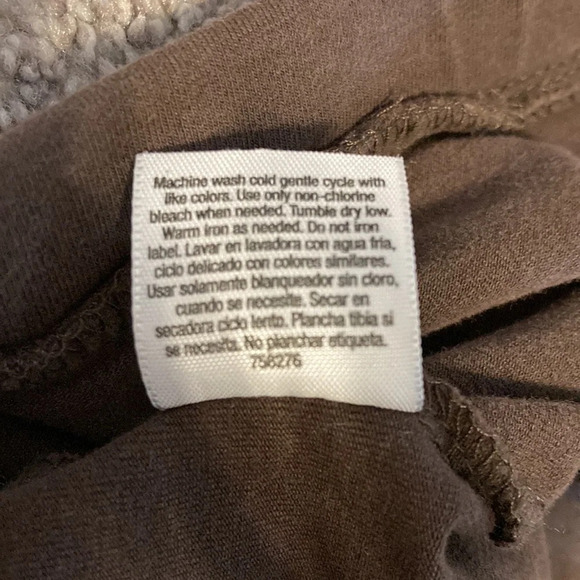 Machine wash cold gentle cycle with
like colors. Use only non-chlorine
bleach when needed. Tumble dry low.
Warm iron as needed. Do not iron
label. Lavar en lavadora con agua fria,
ciclo delicado con colores similares.
Usar solamente blanqueador sin cloro,
cuando se necesite. Secar en
secadora ciclo lento. Plancha tibia si
se necesita. No planchar etiqueta.
756276